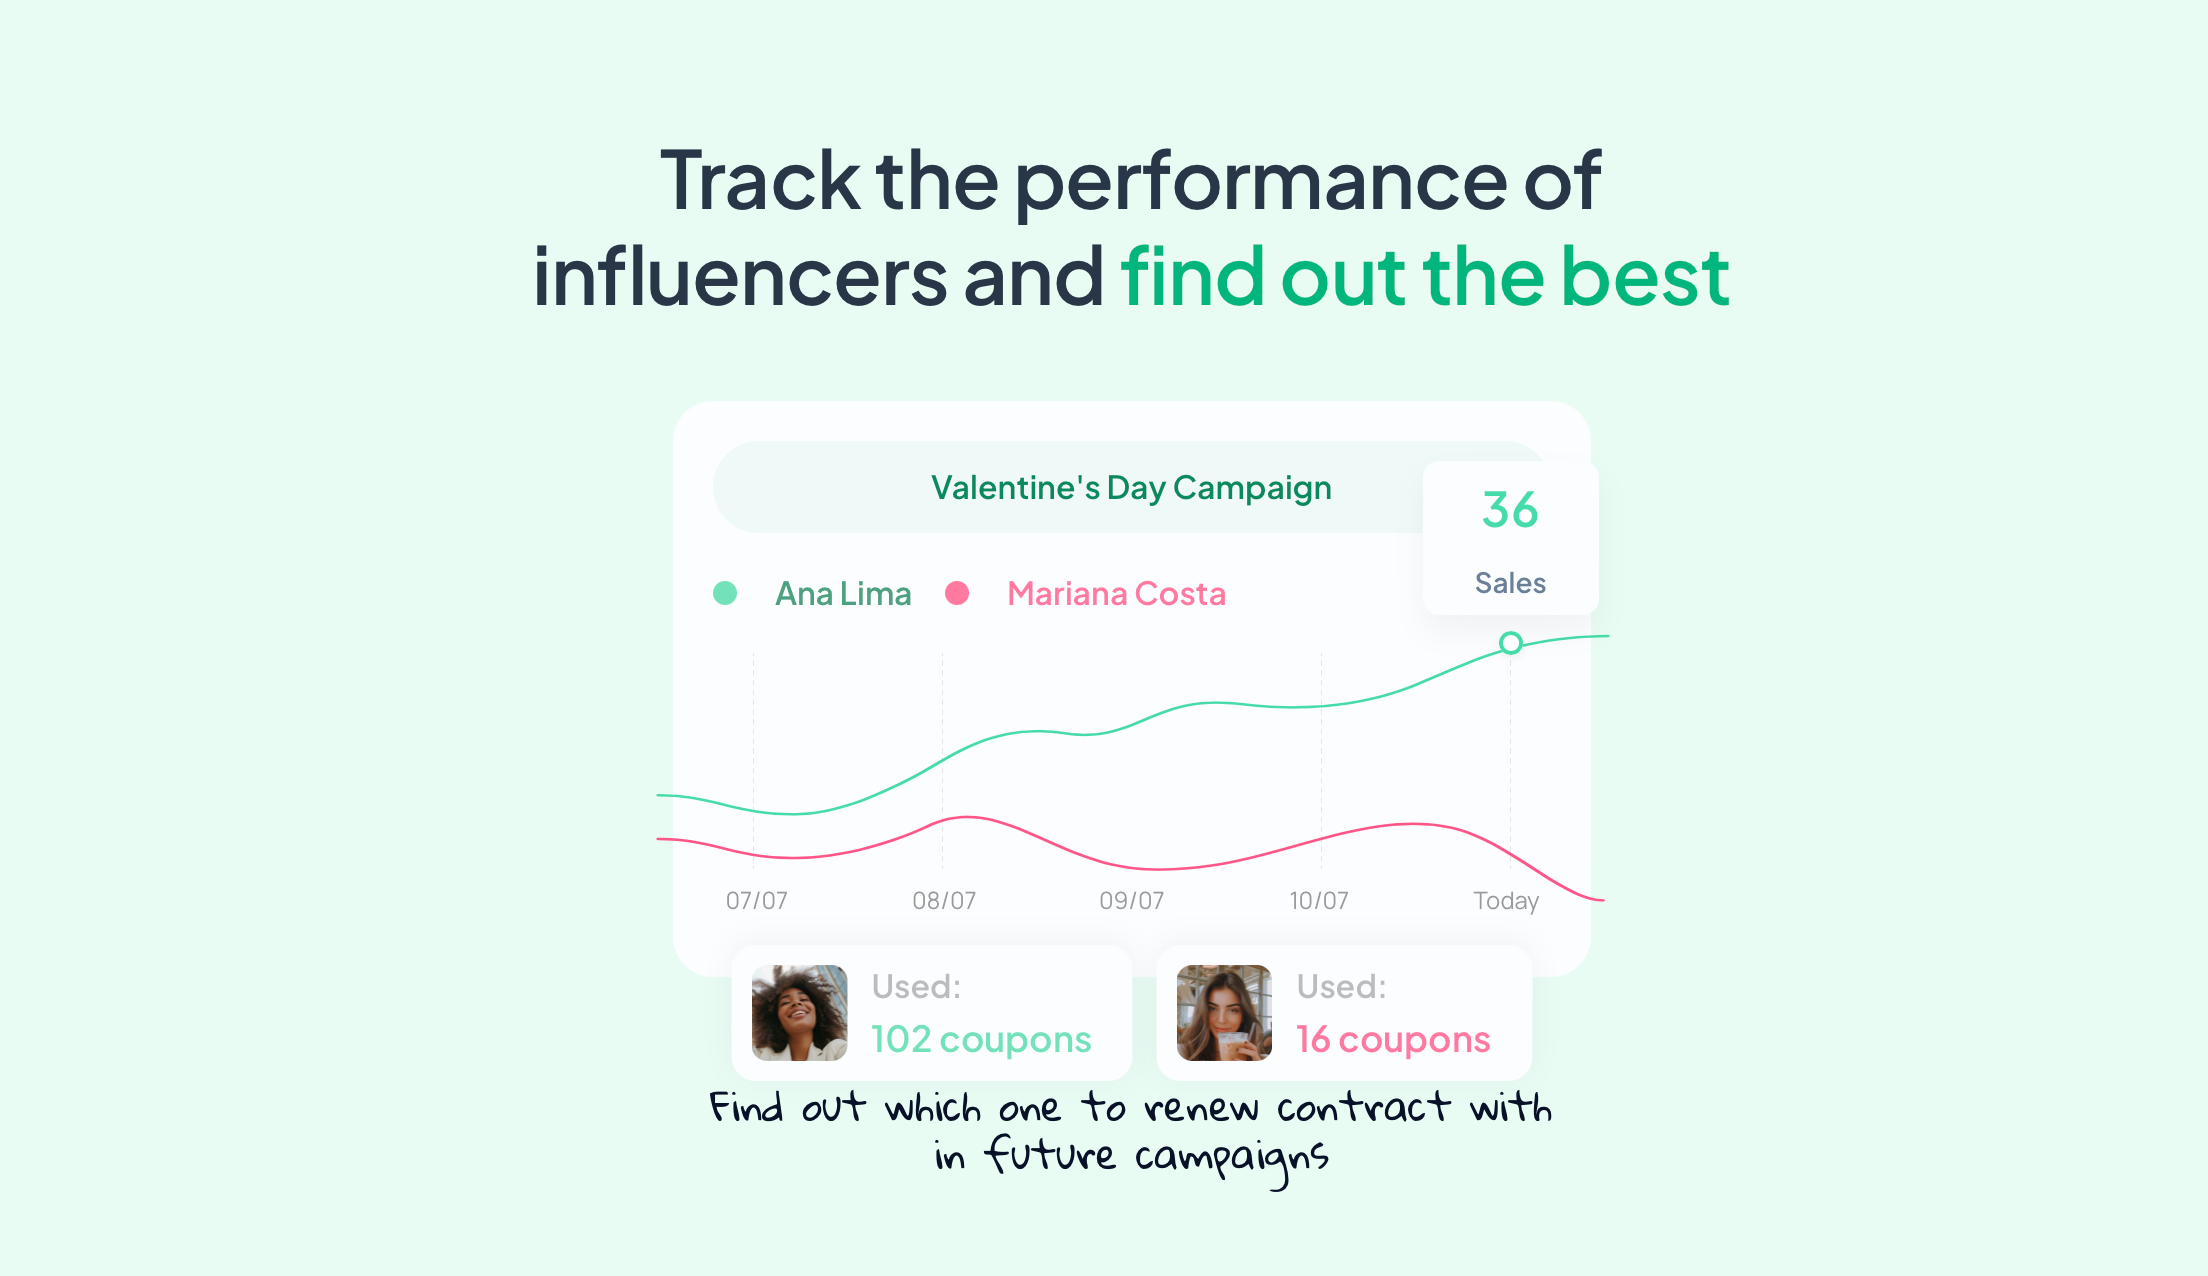 Track the performance of
influencers and find out the best
Valentine's Day Campaign
36
Sales
Ana Lima
Mariana Costa
07/07
08/07
09/07
10/07
Today
Used:
102 coupons
Used:
16 coupons
Find out which one to renew contract with
in future campaigns